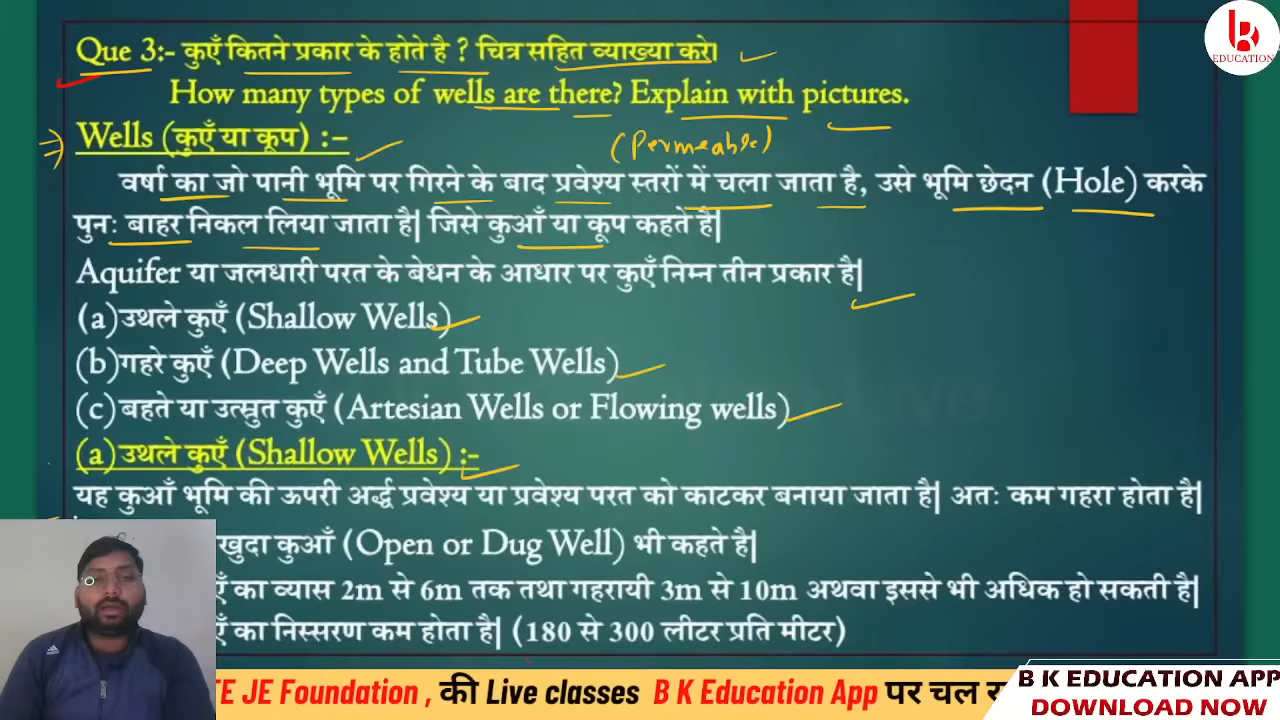 Que 3:- कुएँ कितने प्रकार के होते है ? चित्र सहित व्याख्या करे।
How many types of wells are there? Explain with pictures.
Wells (कुएँ या कूप) :–
(Permeable)
वर्षा का जो पानी भूमि पर गिरने के बाद प्रवेश्य स्तरों में चला जाता है, उसे भूमि छेदन (Hole) करके
पुनः बाहर निकल लिया जाता है| जिसे कुआँ या कूप कहते है|
Aquifer या जलधारी परत के बेधन के आधार पर कुएँ निम्न तीन प्रकार है|
(a)उथले कुएँ (Shallow Wells)
(b)गहरे कुएँ (Deep Wells and Tube Wells)
(c)बहते या उत्स्रुत कुएँ (Artesian Wells or Flowing wells)
(a)उथले कुएँ (Shallow Wells) :-
यह कुआँ भूमि की ऊपरी अर्द्ध प्रवेश्य या प्रवेश्य परत को काटकर बनाया जाता है| अतः कम गहरा होता है|
खुदा कुआँ (Open or Dug Well) भी कहते है|
का व्यास 2m से 6m तक तथा गहरायी 3m से 10m अथवा इससे भी अधिक हो सकती है|
का निस्सरण कम होता है| (180 से 300 लीटर प्रति मीटर)
EDUCATION
TE JE Foundation , की Live classes B K Education App पर चल
B K EDUCATION APP
DOWNLOAD NOW